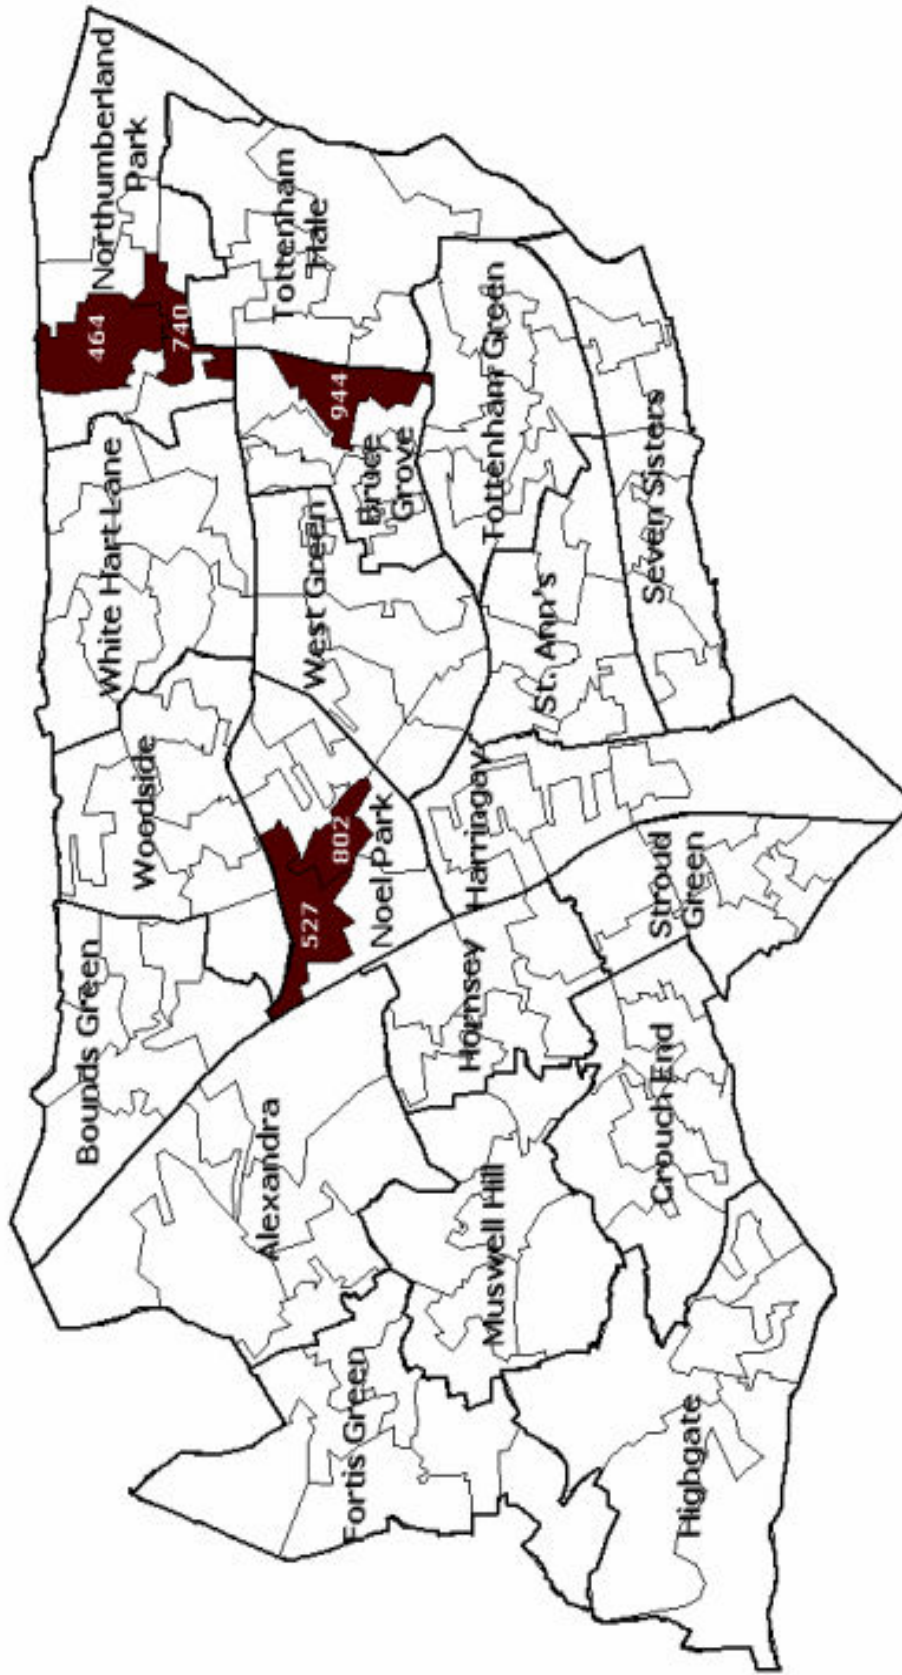 Northumberland
Park
464
740
Tottenham
Hale
White Hart Lane
944
Bruce
Grove
Tottenham Green
West Green
Seven Sisters
St. Ann's
Woodside
802
527
Noel Park
Harringay
Stroud
Green
Bounds Green
Hornsey
Crouch End
Alexandra
Muswell Hill
Fortis Green
Highgate